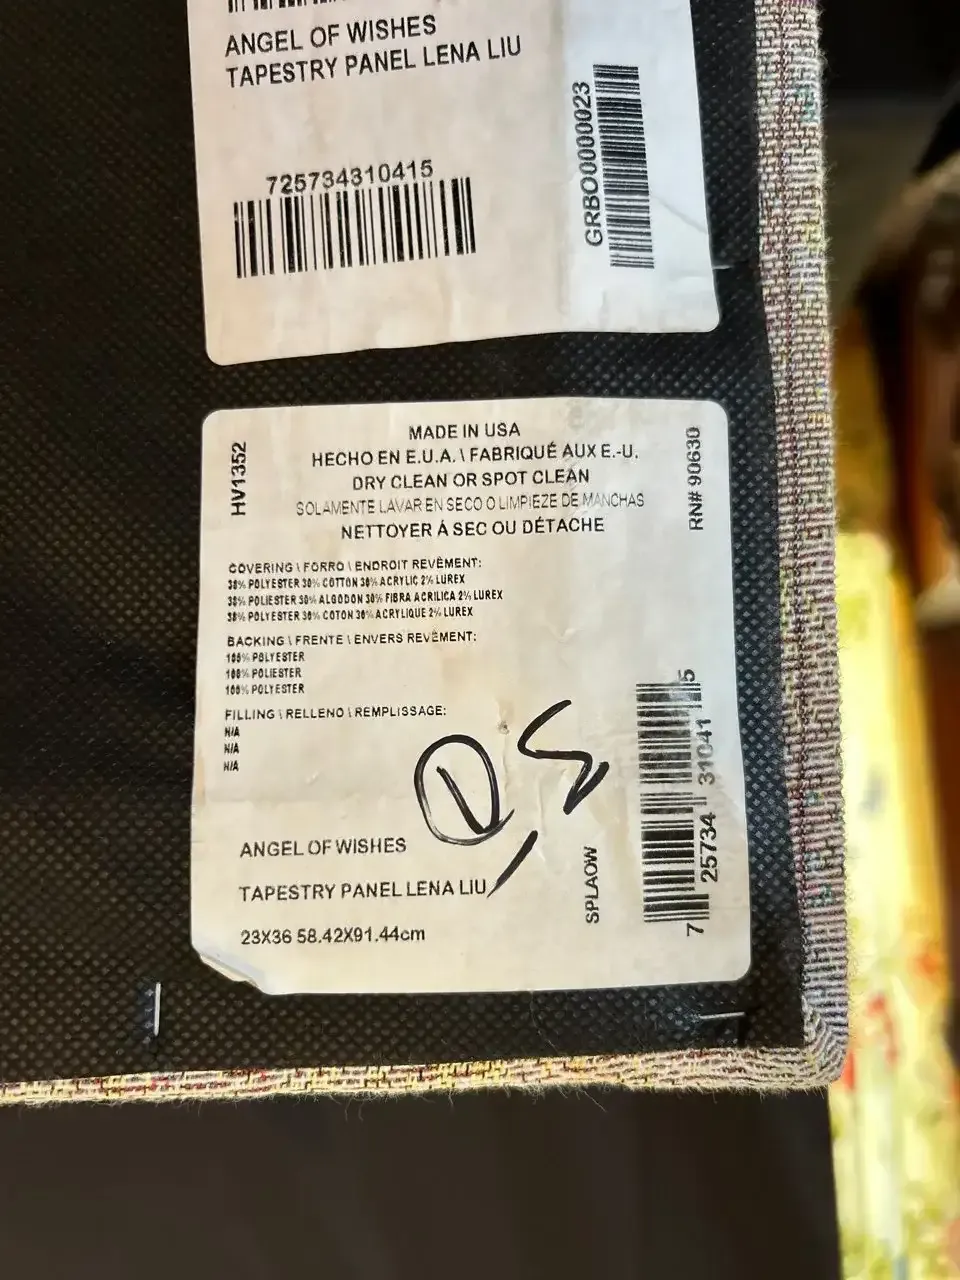 ANGEL OF WISHES
TAPESTRY PANEL LENA LIU
725734310415
GRBO0000023
MADE IN USA
HECHO EN E.U.A. \ FABRIQUÉ AUX E.-U.
DRY CLEAN OR SPOT CLEAN
SOLAMENTE LAVAR EN SECO O LIMPIEZE DE MANCHAS
NETTOYER Á SEC OU DÉTACHE
HV1352
RN# 90630
COVERING \ FORRO \ ENDROIT REVÊMENT:
38% POLYESTER 30% COTTON 30% ACRYLIC 2% LUREX
38% POLIESTER 30% ALGODON 30% FIBRA ACRILICA 2% LUREX
38% POLYESTER 30% COTON 30% ACRYLIQUE 2% LUREX
BACKING \ FRENTE \ ENVERS REVÊMENT:
100% POLYESTER
100% POLIESTER
100% POLYESTER
FILLING \ RELLENO \ REMPLISSAGE:
N/A
N/A
N/A
ANGEL OF WISHES
TAPESTRY PANEL LENA LIU
23X36 58.42X91.44cm
SPLAOW
7 25734 31041 5